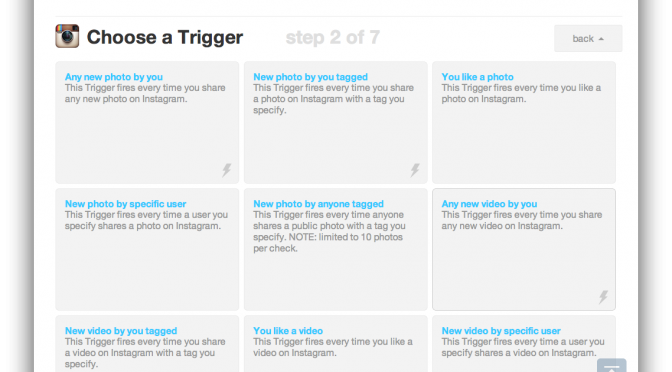 Choose a Trigger
step 2 of 7
back
Any new photo by you
This Trigger fires every time you share
any new photo on Instagram.
New photo by you tagged
This Trigger fires every time you share
a photo on Instagram with a tag you
specify.
You like a photo
This Trigger fires every time you like a
photo on Instagram.
New photo by specific user
This Trigger fires every time a user you
specify shares a photo on Instagram.
New photo by anyone tagged
This Trigger fires every time anyone
shares a public photo with a tag you
specify. NOTE: limited to 10 photos
per check.
Any new video by you
This Trigger fires every time you share
any new video on Instagram.
New video by you tagged
This Trigger fires every time you share
a video on Instagram with a tag you
specify.
You like a video
This Trigger fires every time you like a
video on Instagram.
New video by specific user
This Trigger fires every time a user you
specify shares a video on Instagram.